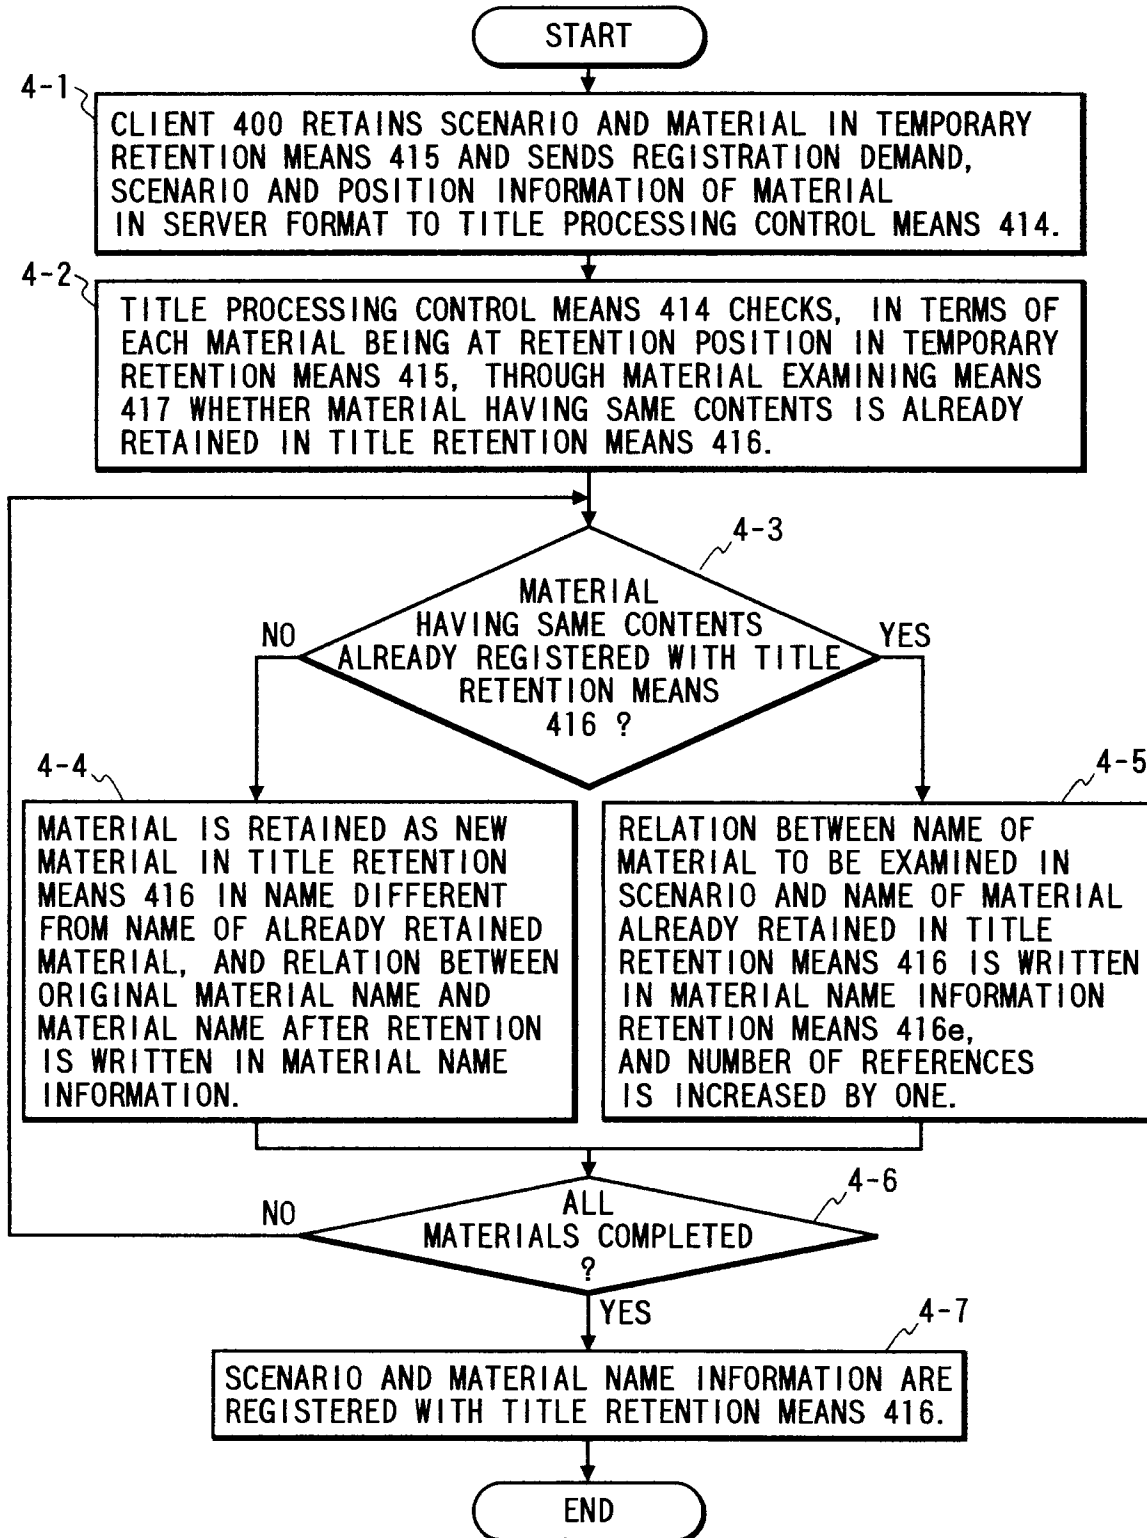 START
4-1
CLIENT 400 RETAINS SCENARIO AND MATERIAL IN TEMPORARY
RETENTION MEANS 415 AND SENDS REGISTRATION DEMAND,
SCENARIO AND POSITION INFORMATION OF MATERIAL
IN SERVER FORMAT TO TITLE PROCESSING CONTROL MEANS 414.
4-2
TITLE PROCESSING CONTROL MEANS 414 CHECKS, IN TERMS OF
EACH MATERIAL BEING AT RETENTION POSITION IN TEMPORARY
RETENTION MEANS 415, THROUGH MATERIAL EXAMINING MEANS
417 WHETHER MATERIAL HAVING SAME CONTENTS IS ALREADY
RETAINED IN TITLE RETENTION MEANS 416.
4-3
MATERIAL
HAVING SAME CONTENTS
ALREADY REGISTERED WITH TITLE
RETENTION MEANS
416 ?
NO
YES
4-4
MATERIAL IS RETAINED AS NEW
MATERIAL IN TITLE RETENTION
MEANS 416 IN NAME DIFFERENT
FROM NAME OF ALREADY RETAINED
MATERIAL, AND RELATION BETWEEN
ORIGINAL MATERIAL NAME AND
MATERIAL NAME AFTER RETENTION
IS WRITTEN IN MATERIAL NAME
INFORMATION.
4-5
RELATION BETWEEN NAME OF
MATERIAL TO BE EXAMINED IN
SCENARIO AND NAME OF MATERIAL
ALREADY RETAINED IN TITLE
RETENTION MEANS 416 IS WRITTEN
IN MATERIAL NAME INFORMATION
RETENTION MEANS 416e,
AND NUMBER OF REFERENCES
IS INCREASED BY ONE.
4-6
ALL
MATERIALS COMPLETED
?
NO
YES
4-7
SCENARIO AND MATERIAL NAME INFORMATION ARE
REGISTERED WITH TITLE RETENTION MEANS 416.
END